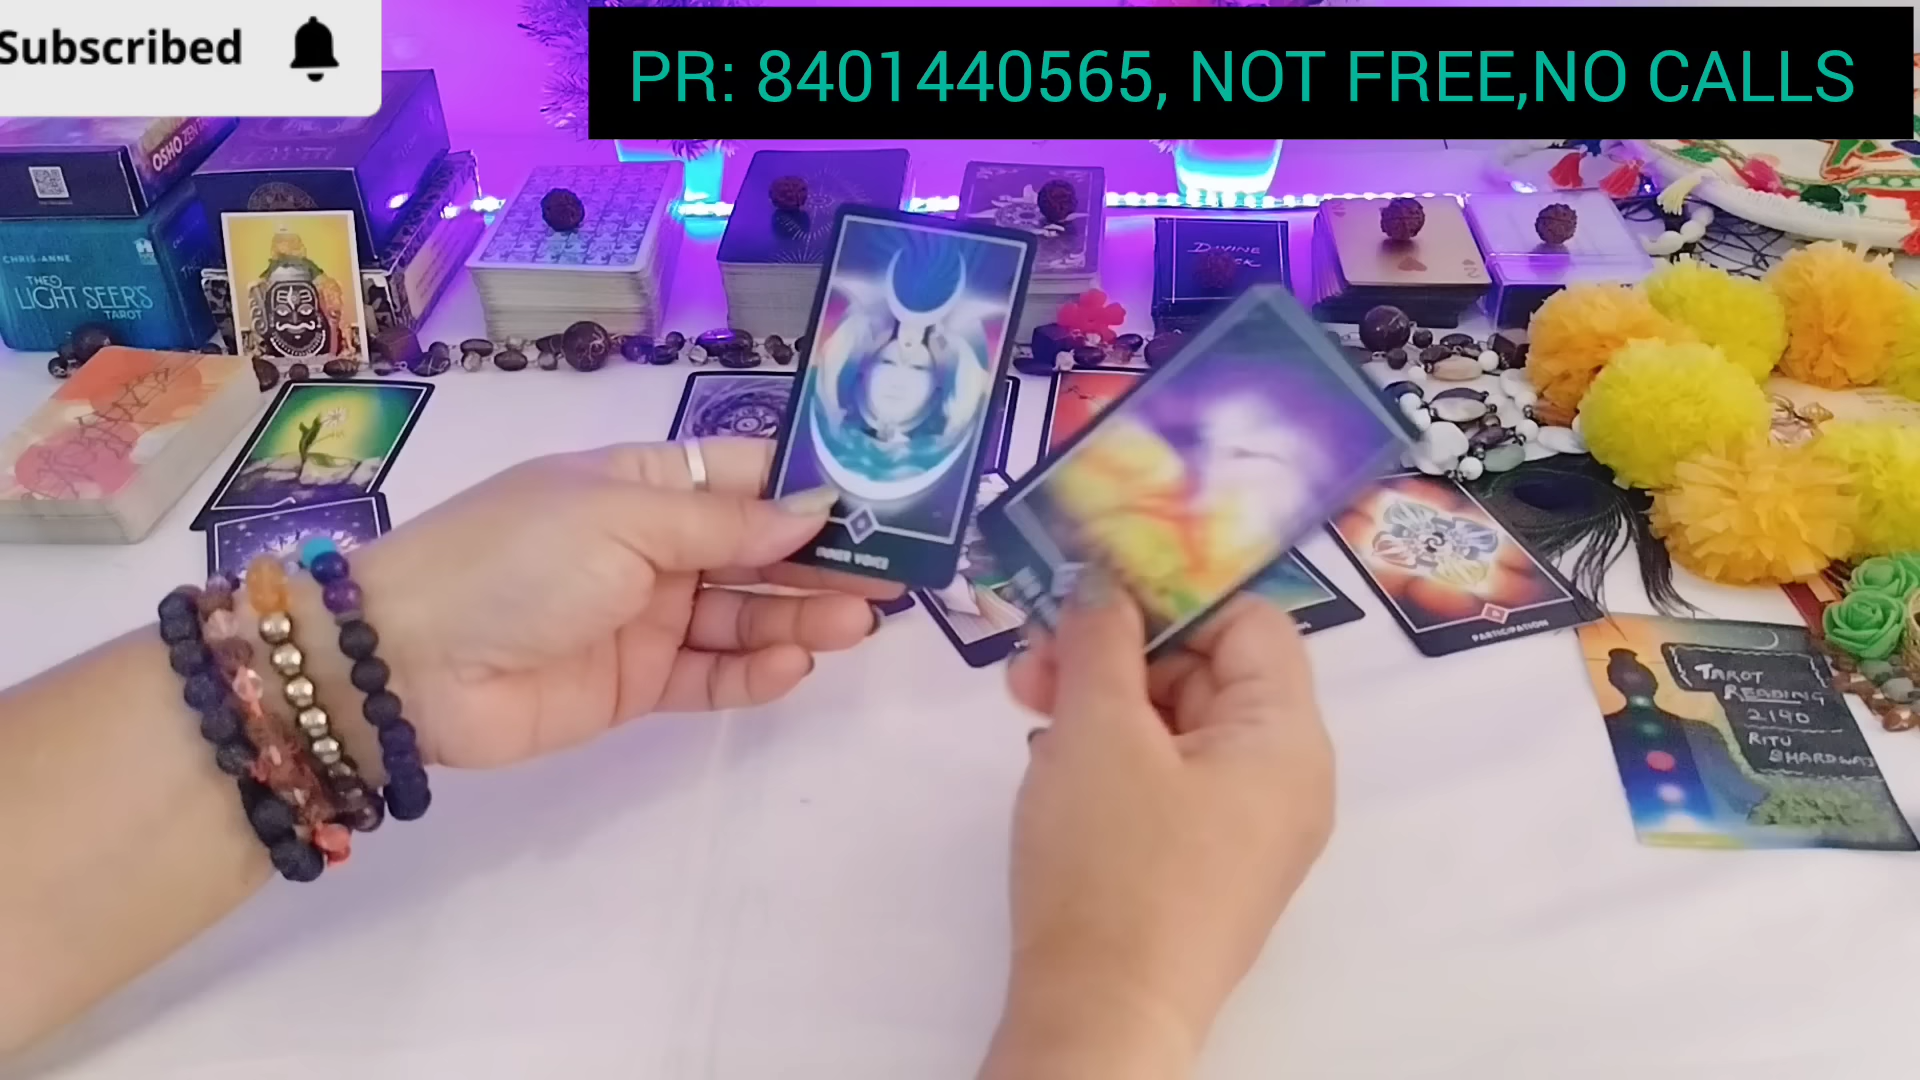 Subscribed
PR: 8401440565, NOT FREE,NO CALLS
OSHO ZEN
CHRIS-ANNE
THE
LIGHT SEER'S
TAROT
DIVINE
INNER VOICE
PARTICIPATION
TAROT
READING
2190
RITU
BHARDWAJ